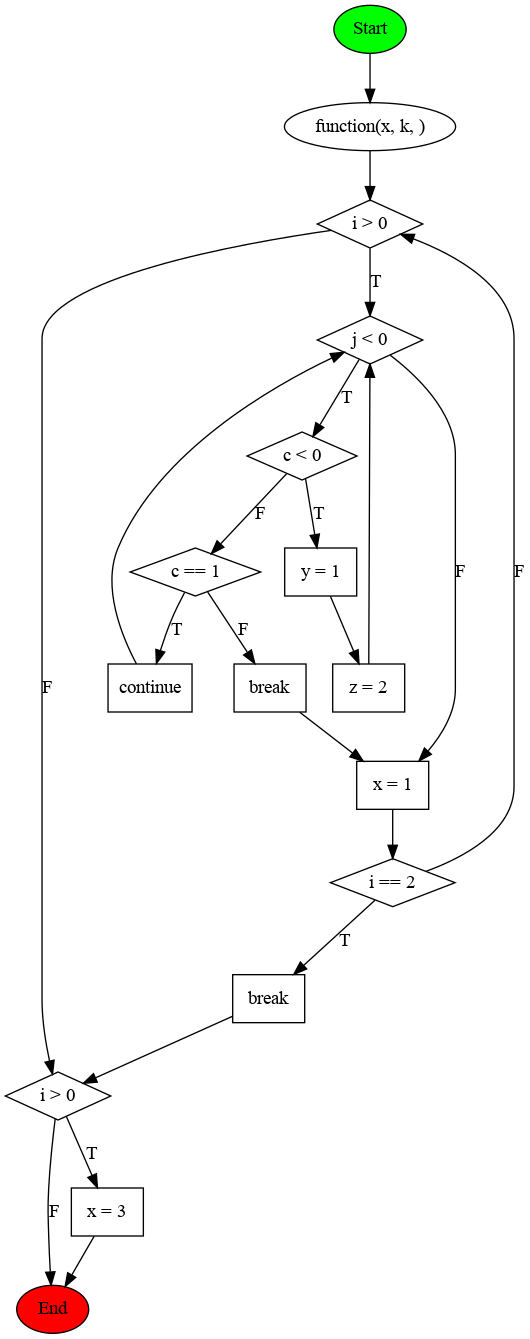 Start
function(x, k, )
i > 0
T
j < 0
T
c < 0
F
T
c == 1
y = 1
T
F
F
F
F
continue
break
z = 2
x = 1
i == 2
T
break
i > 0
T
F
x = 3
End